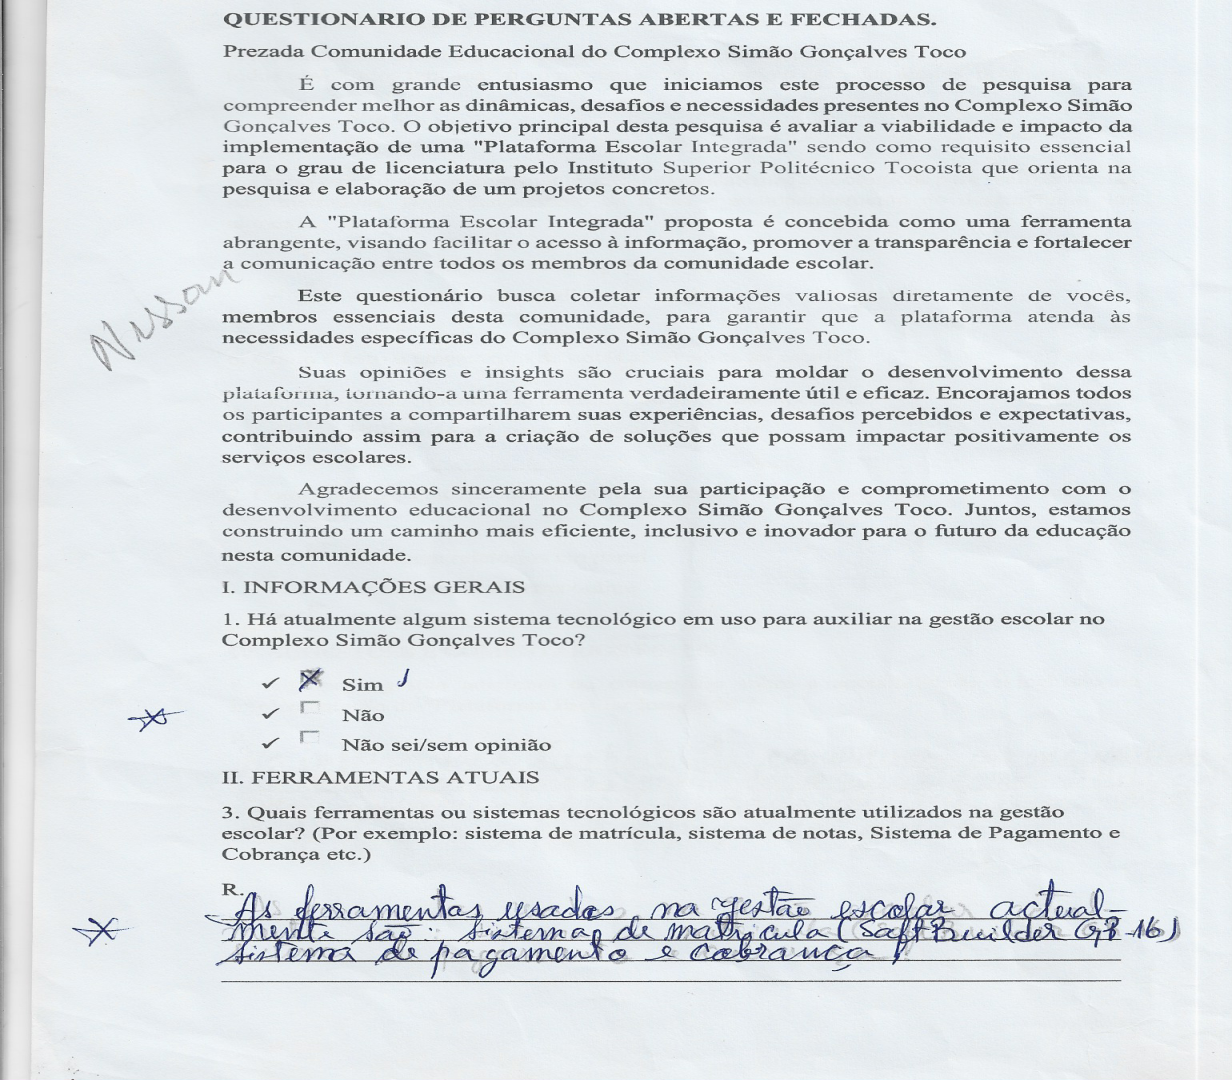 QUESTIONARIO DE PERGUNTAS ABERTAS E FECHADAS.
Prezada Comunidade Educacional do Complexo Simão Gonçalves Toco
É com grande entusiasmo que iniciamos este processo de pesquisa para
compreender melhor as dinâmicas, desafios e necessidades presentes no Complexo Simão
Gonçalves Toco. O objetivo principal desta pesquisa é avaliar a viabilidade e impacto da
implementação de uma "Plataforma Escolar Integrada" sendo como requisito essencial
para o grau de licenciatura pelo Instituto Superior Politécnico Tocoista que orienta na
pesquisa e elaboração de um projetos concretos.
A "Plataforma Escolar Integrada" proposta é concebida como uma ferramenta
abrangente, visando facilitar o acesso à informação, promover a transparência e fortalecer
a comunicação entre todos os membros da comunidade escolar.
Este questionário busca coletar informações valiosas diretamente de vocês,
membros essenciais desta comunidade, para garantir que a plataforma atenda às
necessidades específicas do Complexo Simão Gonçalves Toco.
Suas opiniões e insights são cruciais para moldar o desenvolvimento dessa
plataforma, tornando-a uma ferramenta verdadeiramente útil e eficaz. Encorajamos todos
os participantes a compartilharem suas experiências, desafios percebidos e expectativas,
contribuindo assim para a criação de soluções que possam impactar positivamente os
serviços escolares.
Agradecemos sinceramente pela sua participação e comprometimento com o
desenvolvimento educacional no Complexo Simão Gonçalves Toco. Juntos, estamos
construindo um caminho mais eficiente, inclusivo e inovador para o futuro da educação
nesta comunidade.
I. INFORMAÇÕES GERAIS
1. Há atualmente algum sistema tecnológico em uso para auxiliar na gestão escolar no
Complexo Simão Gonçalves Toco?
Sim
Não
Não sei/sem opinião
II. FERRAMENTAS ATUAIS
3. Quais ferramentas ou sistemas tecnológicos são atualmente utilizados na gestão
escolar? (Por exemplo: sistema de matrícula, sistema de notas, Sistema de Pagamento e
Cobrança etc.)
R.
As ferramentas usadas na gestão escolar actual-
mente são: sistema de matricula (Saft Builder
sistema de pagamento e cobrança